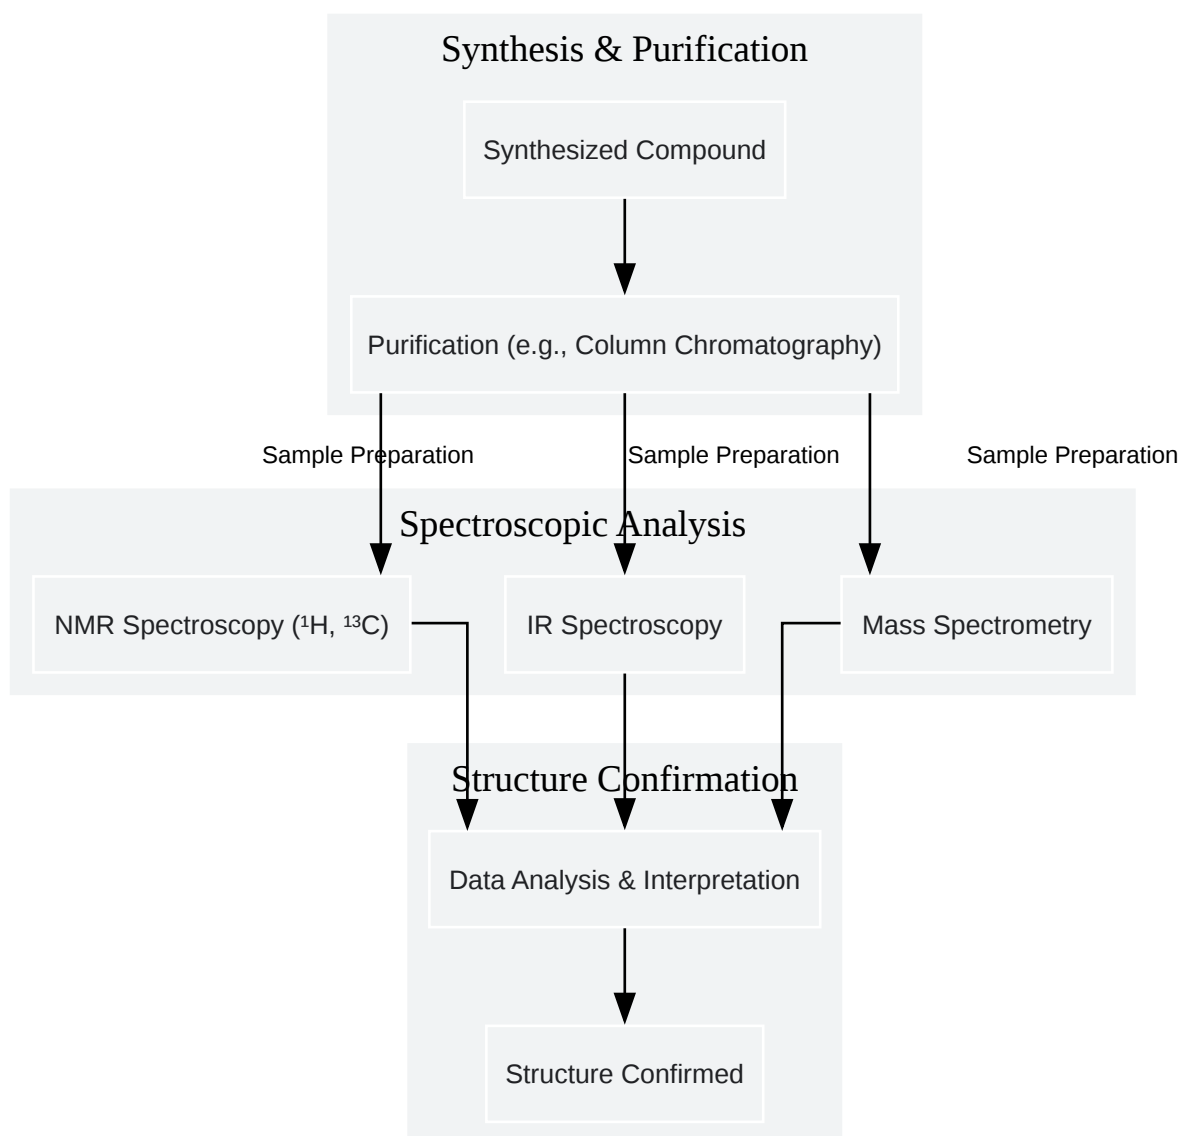 Synthesis & Purification
Synthesized Compound
Purification (e.g., Column Chromatography)
Sample Preparation
Sample Preparation
Sample Preparation
Spectroscopic Analysis
NMR Spectroscopy (¹H, ¹³C)
IR Spectroscopy
Mass Spectrometry
Structure Confirmation
Data Analysis & Interpretation
Structure Confirmed